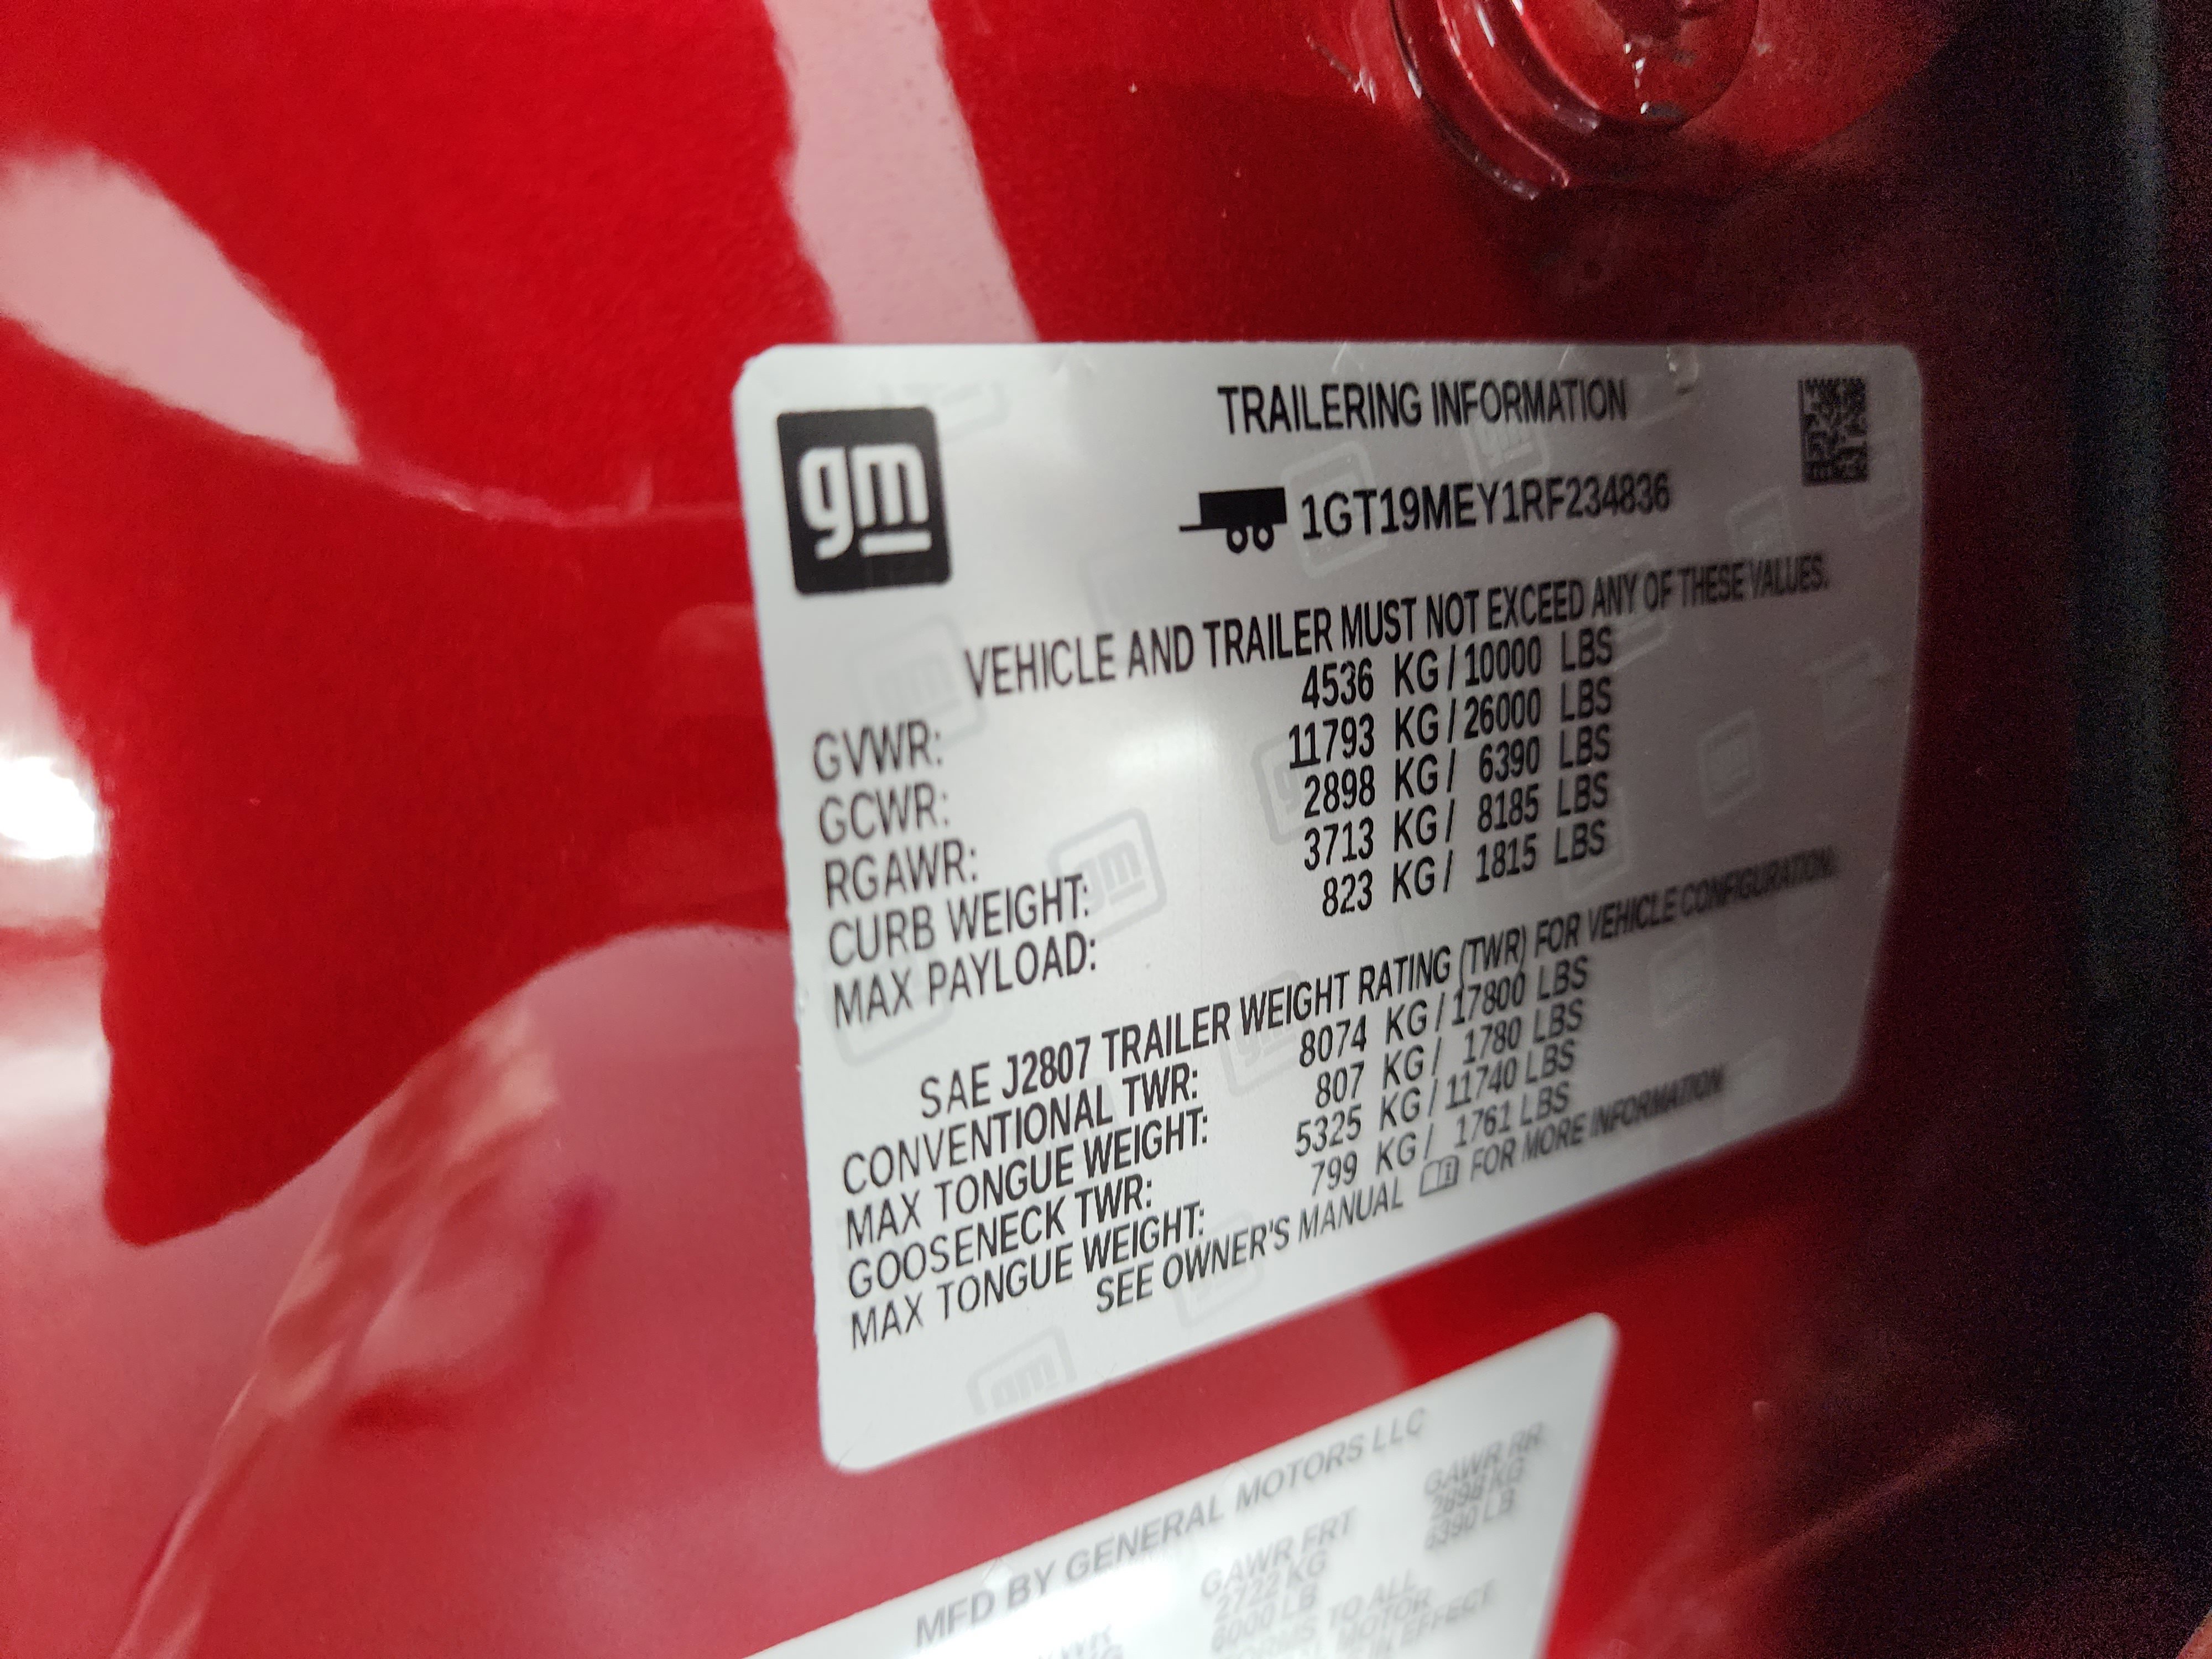 gm
TRAILERING INFORMATION
1GT19MEY1RF234836
VEHICLE AND TRAILER MUST NOT EXCEED ANY OF THESE VALUES.
GVWR: 4536 KG / 10000 LBS
GCWR: 11793 KG / 26000 LBS
RGAWR: 2898 KG / 6390 LBS
CURB WEIGHT: 3713 KG / 8185 LBS
MAX PAYLOAD: 823 KG / 1815 LBS
SAE J2807 TRAILER WEIGHT RATING (TWR) FOR VEHICLE CONFIGURATION:
CONVENTIONAL TWR: 8074 KG / 17800 LBS
MAX TONGUE WEIGHT: 807 KG / 1780 LBS
GOOSENECK TWR: 5325 KG / 11740 LBS
MAX TONGUE WEIGHT: 799 KG / 1761 LBS
SEE OWNER'S MANUAL FOR MORE INFORMATION
MFD BY GENERAL MOTORS LLC
GAWR FRT GAWR RR
2722 KG 2898 KG
6000 LB 6390 LB
TO ALL
MOTOR
EFFECT